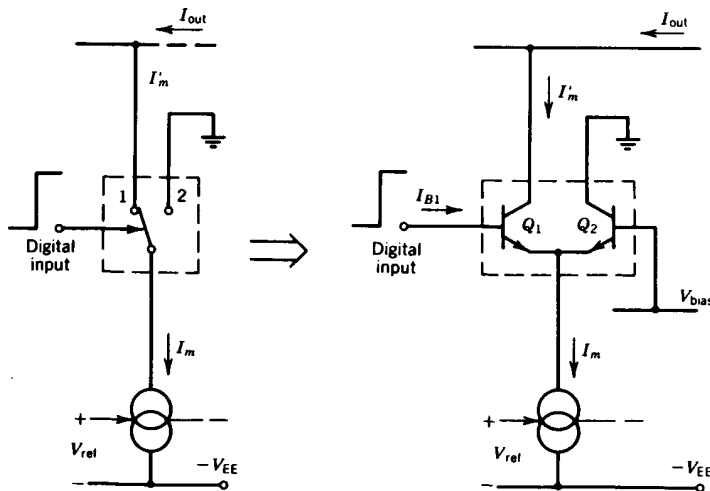 I_out
I'_m
1
2
Digital
input
I_m
+
V_ref
−
−V_EE
I_out
I'_m
I_B1
Q_1
Q_2
Digital
input
V_bias
I_m
+
V_ref
−
−V_EE